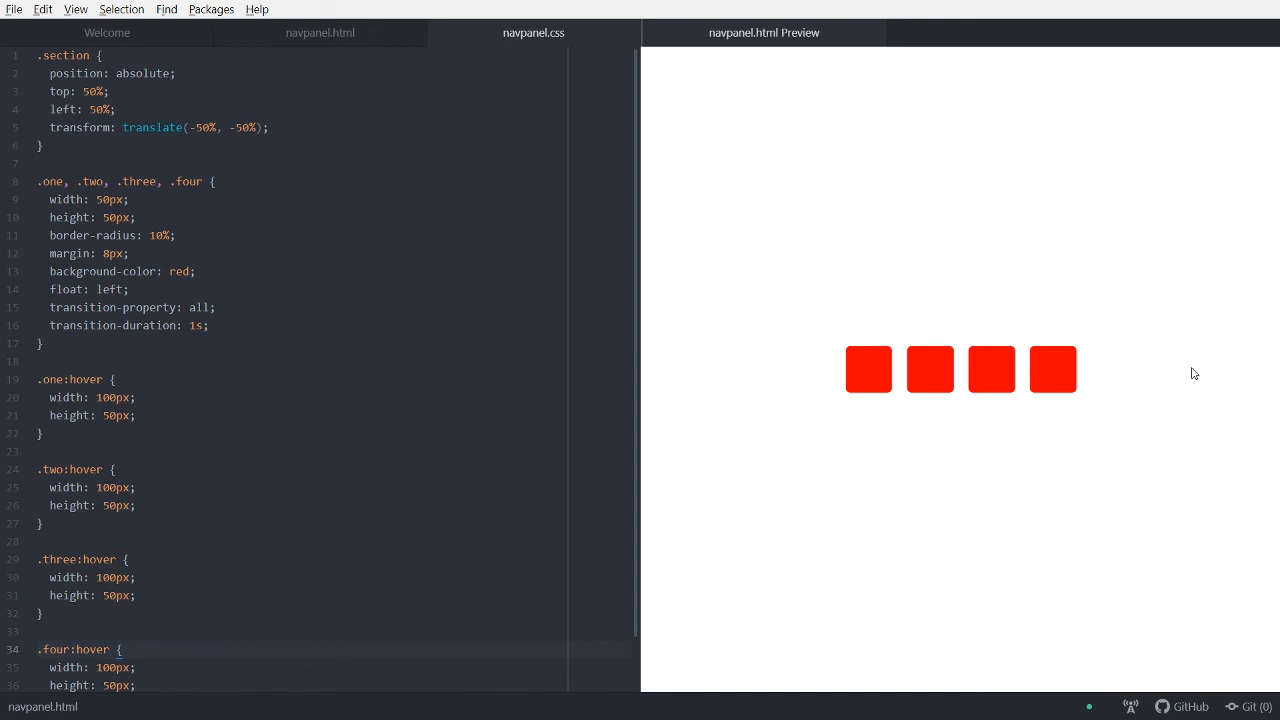 File Edit View Selection Find Packages Help
Welcome navpanel.html navpanel.css navpanel.html Preview
1 .section {
2 position: absolute;
3 top: 50%;
4 left: 50%;
5 transform: translate(-50%, -50%);
6 }
7
8 .one, .two, .three, .four {
9 width: 50px;
10 height: 50px;
11 border-radius: 10%;
12 margin: 8px;
13 background-color: red;
14 float: left;
15 transition-property: all;
16 transition-duration: 1s;
17 }
18
19 .one:hover {
20 width: 100px;
21 height: 50px;
22 }
23
24 .two:hover {
25 width: 100px;
26 height: 50px;
27 }
28
29 .three:hover {
30 width: 100px;
31 height: 50px;
32 }
33
34 .four:hover {
35 width: 100px;
36 height: 50px;
navpanel.html GitHub Git (0)